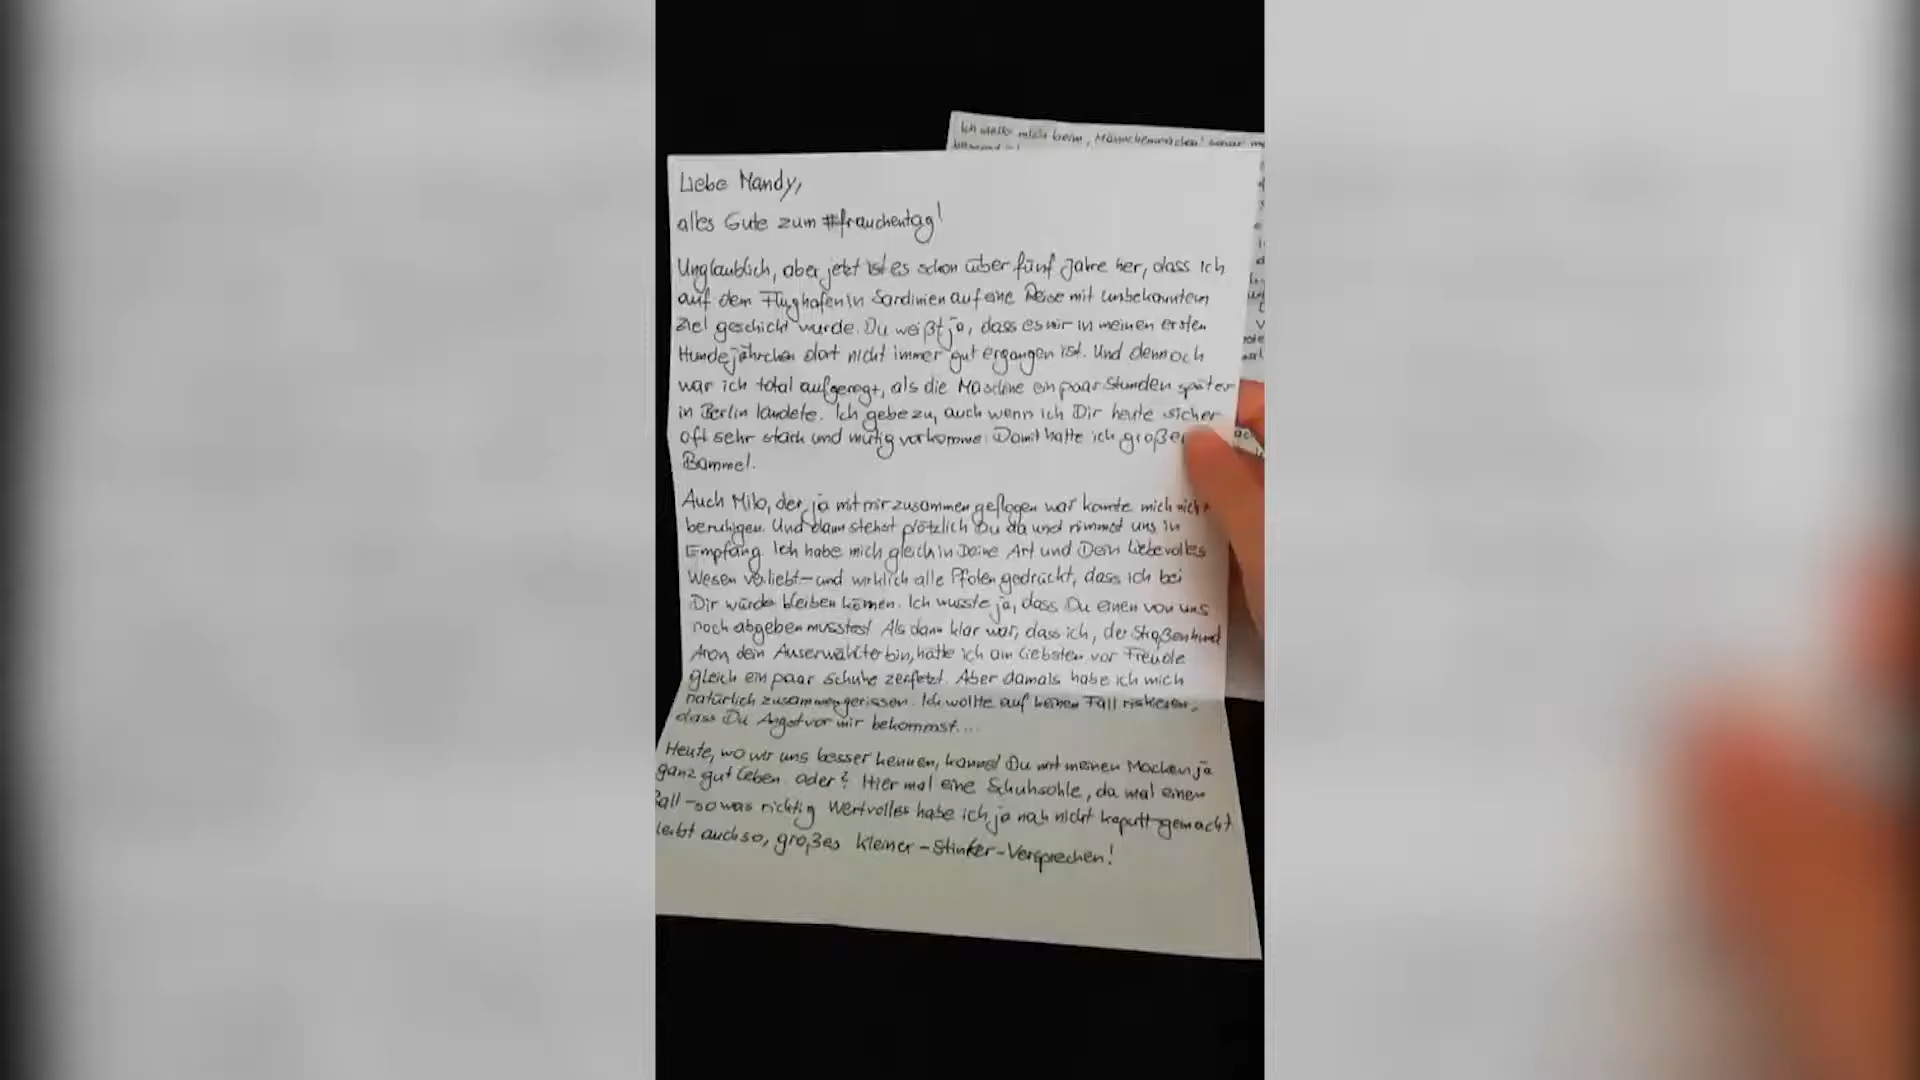 Ich stelle mich beim „Männchenmachen“ sogar
Liebe Mandy,
alles Gute zum #frauchentag!
Unglaublich, aber jetzt ist es schon über fünf Jahre her, dass ich
auf dem Flughafen in Sardinien auf eine Reise mit unbekanntem
Ziel geschickt wurde. Du weißt ja, dass es mir in meinen ersten
Hundejährchen dort nicht immer gut ergangen ist. Und dennoch
war ich total aufgeregt, als die Maschine ein paar Stunden später
in Berlin landete. Ich gebe zu, auch wenn ich Dir heute sicher
oft sehr stark und mutig vorkomme: Damit hatte ich großen
Bammel.
Auch Milo, der ja mit mir zusammen geflogen war konnte mich nicht
beruhigen. Und dann stehst plötzlich Du da und nimmst uns in
Empfang. Ich habe mich gleich in Deine Art und Dein liebevolles
Wesen verliebt – und wirklich alle Pfoten gedrückt, dass ich bei
Dir würde bleiben können. Ich wusste ja, dass Du einen von uns
noch abgeben musstest. Als dann klar war, dass ich, der Straßenhund
Aron dein Auserwählter bin, hätte ich am liebsten vor Freude
gleich ein paar Schuhe zerfetzt. Aber damals habe ich mich
natürlich zusammengerissen. Ich wollte auf keinen Fall riskieren,
dass Du Angst vor mir bekommst...
Heute, wo wir uns besser kennen, kannst Du mit meinen Macken ja
ganz gut leben oder? Hier mal eine Schuhsohle, da mal einen
Ball – so was richtig Wertvolles habe ich ja noch nicht kaputt-gemacht
leibt auch so, großes Kleiner-Stinker-Versprechen!